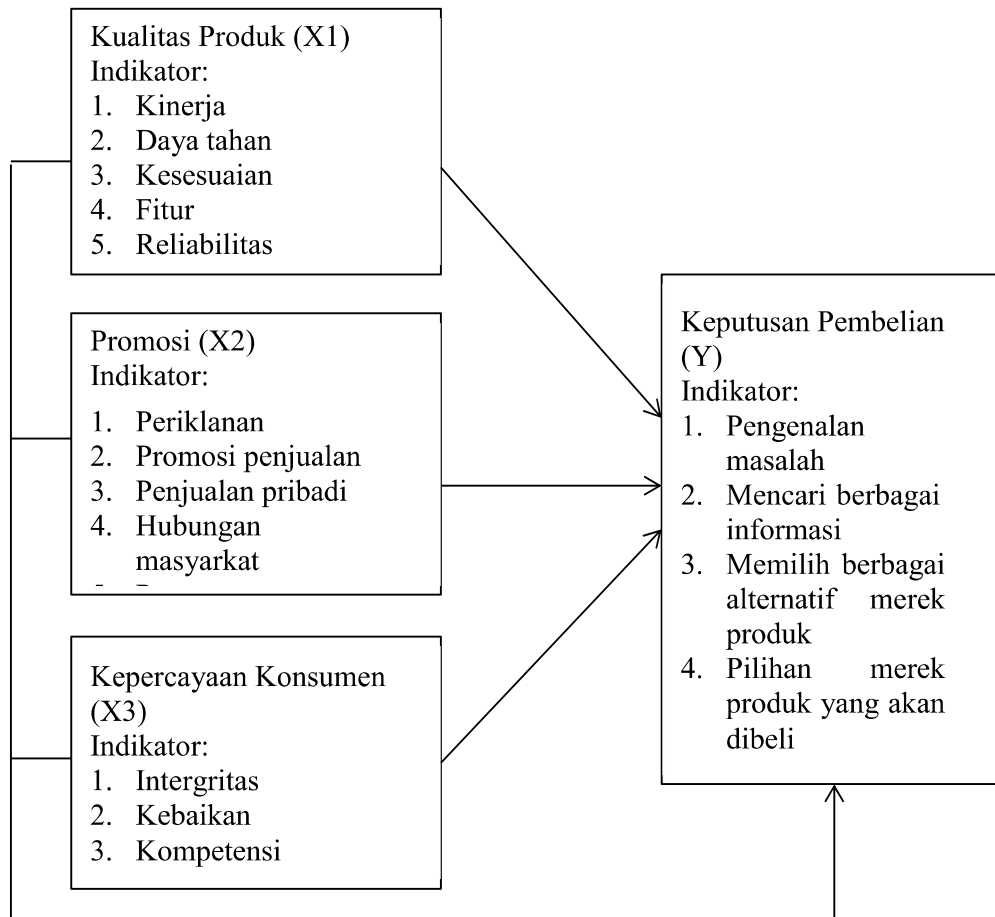 Kualitas Produk (X1)
Indikator:
1. Kinerja
2. Daya tahan
3. Kesesuaian
4. Fitur
5. Reliabilitas
Promosi (X2)
Indikator:
1. Periklanan
2. Promosi penjualan
3. Penjualan pribadi
4. Hubungan
masyarkat
Kepercayaan Konsumen
(X3)
Indikator:
1. Intergritas
2. Kebaikan
3. Kompetensi
Keputusan Pembelian
(Y)
Indikator:
1. Pengenalan
masalah
2. Mencari berbagai
informasi
3. Memilih berbagai
alternatif merek
produk
4. Pilihan merek
produk yang akan
dibeli